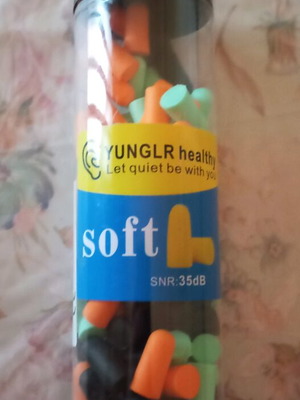 YUNGLR healthy
Let quiet be with you
soft
SNR:35dB